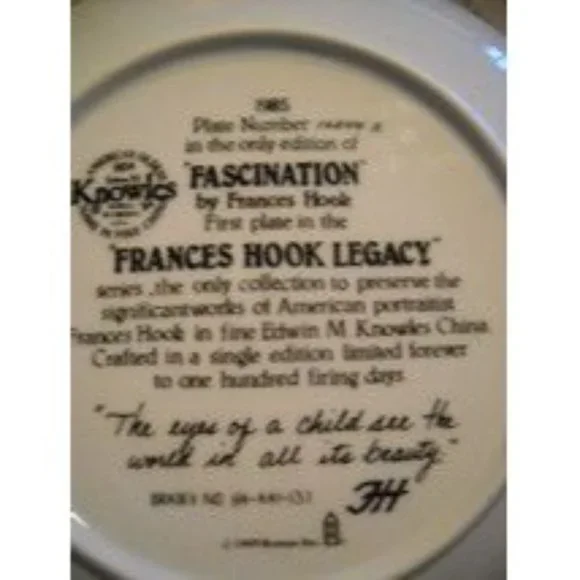 1985
Plate Number
in the only edition of
"FASCINATION"
by Frances Hook
First plate in the
Knowles
"FRANCES HOOK LEGACY"
series, the only collection to preserve the
significant works of American portraitist
Frances Hook in fine Edwin M. Knowles China.
Crafted in a single edition limited forever
to one hundred firing days
"The eyes of a child see the
world in all its beauty"
FHH